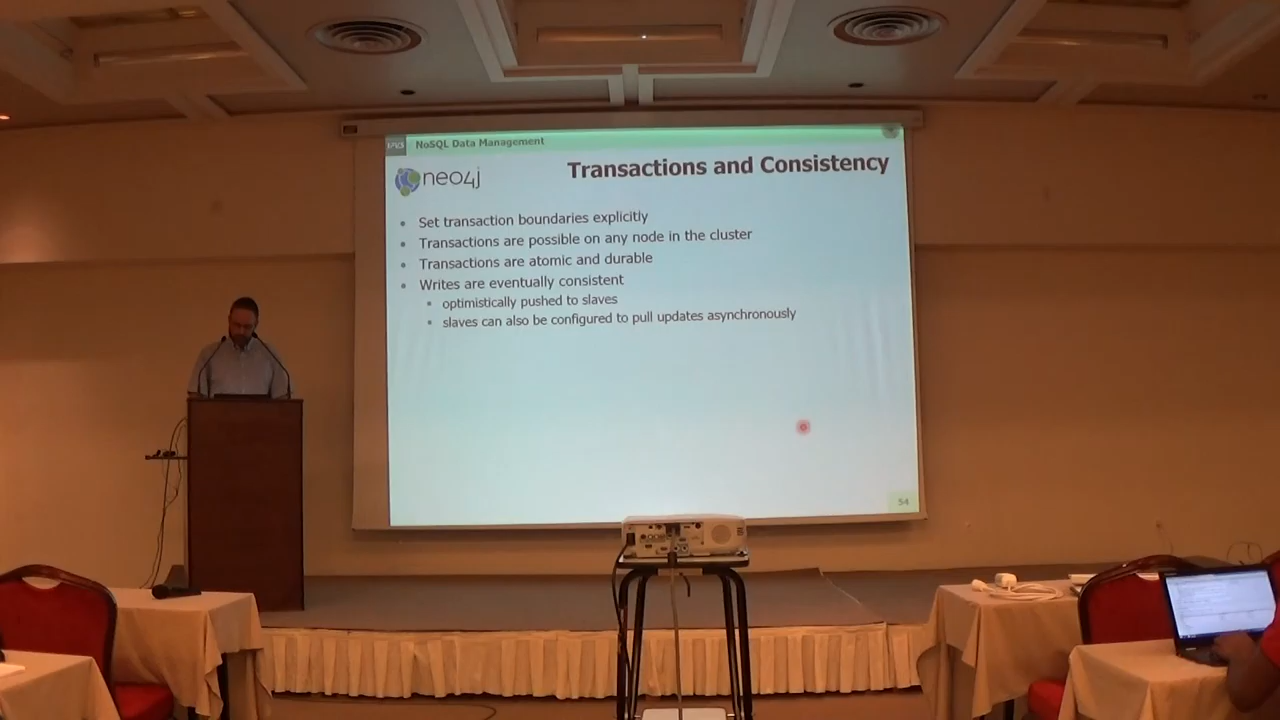 NoSQL Data Management
neo4j
Transactions and Consistency
Set transaction boundaries explicitly
Transactions are possible on any node in the cluster
Transactions are atomic and durable
Writes are eventually consistent
optimistically pushed to slaves
slaves can also be configured to pull updates asynchronously
54